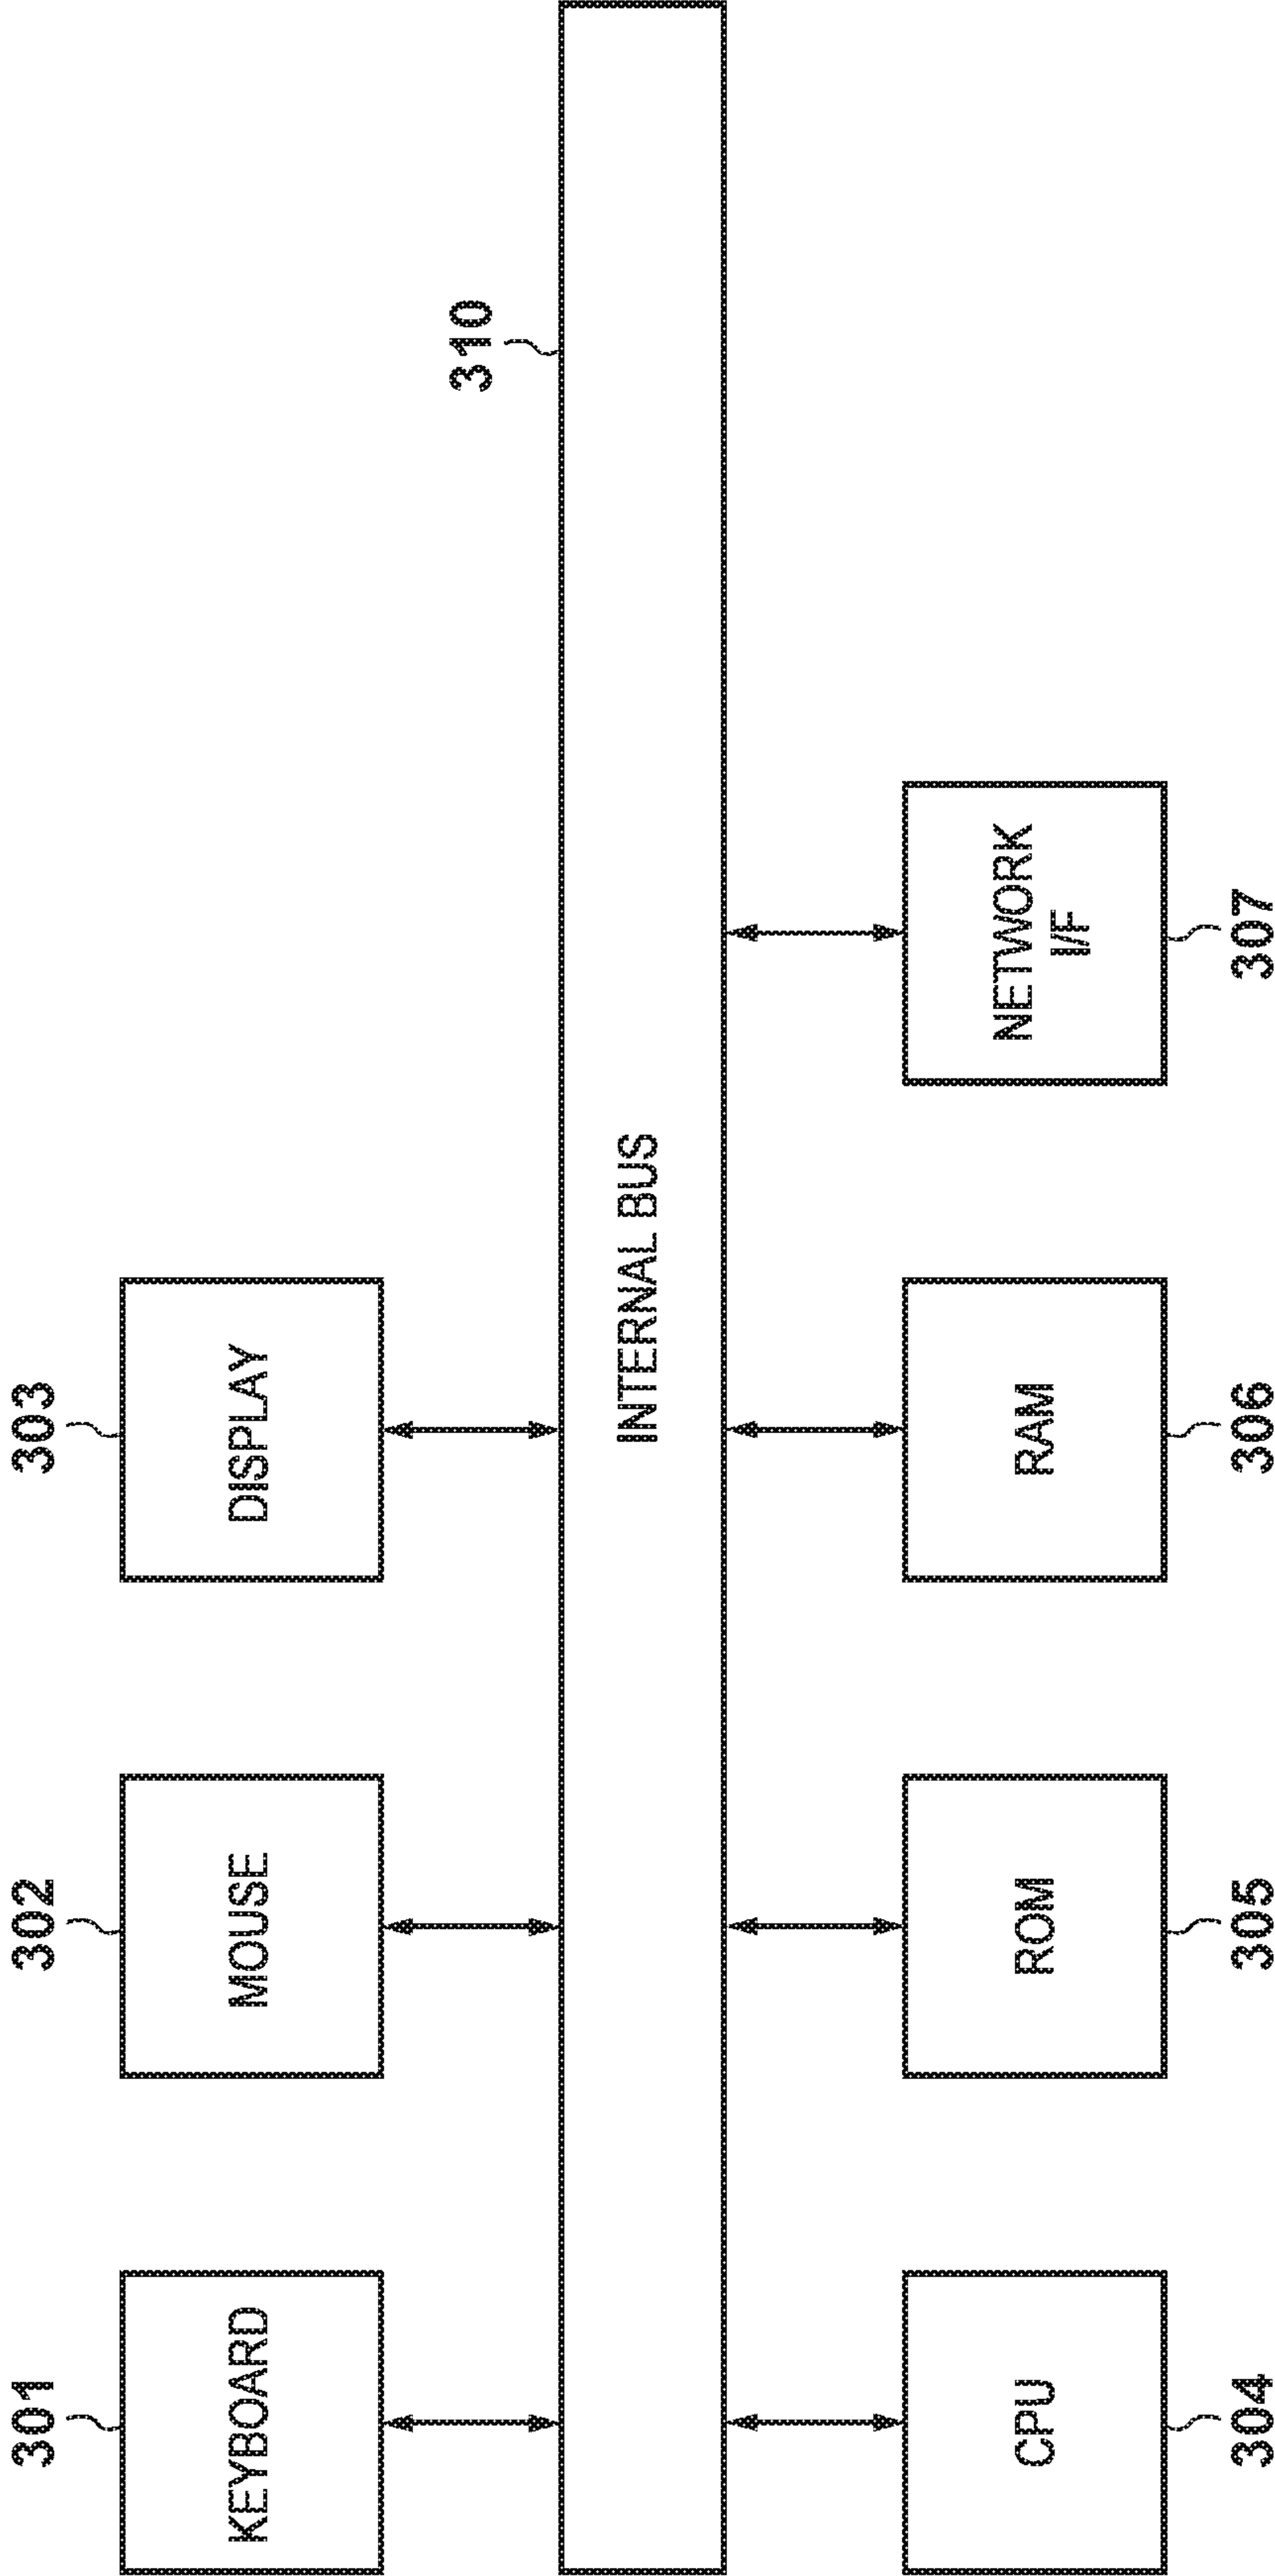 301
302
303
KEYBOARD
MOUSE
DISPLAY
310
INTERNAL BUS
CPU
ROM
RAM
NETWORK
I/F
304
305
306
307